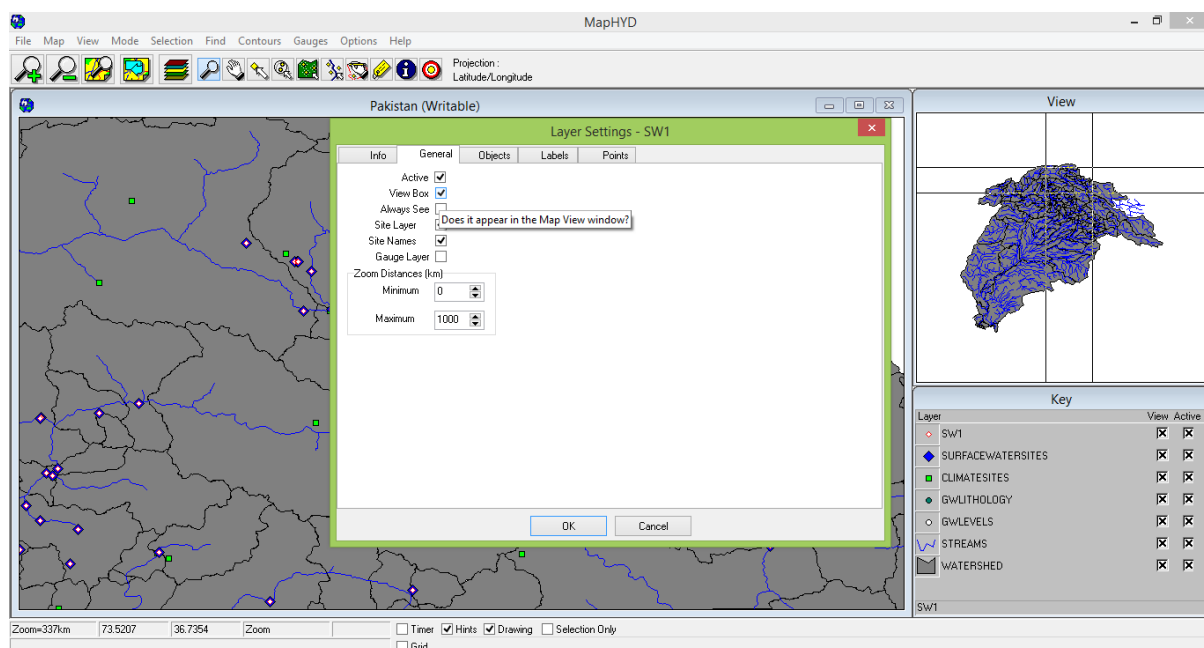 MapHYD
File Map View Mode Selection Find Contours Gauges Options Help
Projection :
Latitude/Longitude
Pakistan (Writable)
Layer Settings - SW1
Info General Objects Labels Points
Active
View Box
Always See
Does it appear in the Map View window?
Site Layer
Site Names
Gauge Layer
Zoom Distances (km)
Minimum 0
Maximum 1000
OK Cancel
View
Key
Layer View Active
SW1
SURFACEWATERSITES
CLIMATESITES
GWLITHOLOGY
GWLEVELS
STREAMS
WATERSHED
SW1
Zoom=337km 73.5207 36.7354 Zoom Timer Hints Drawing Selection Only
Grid